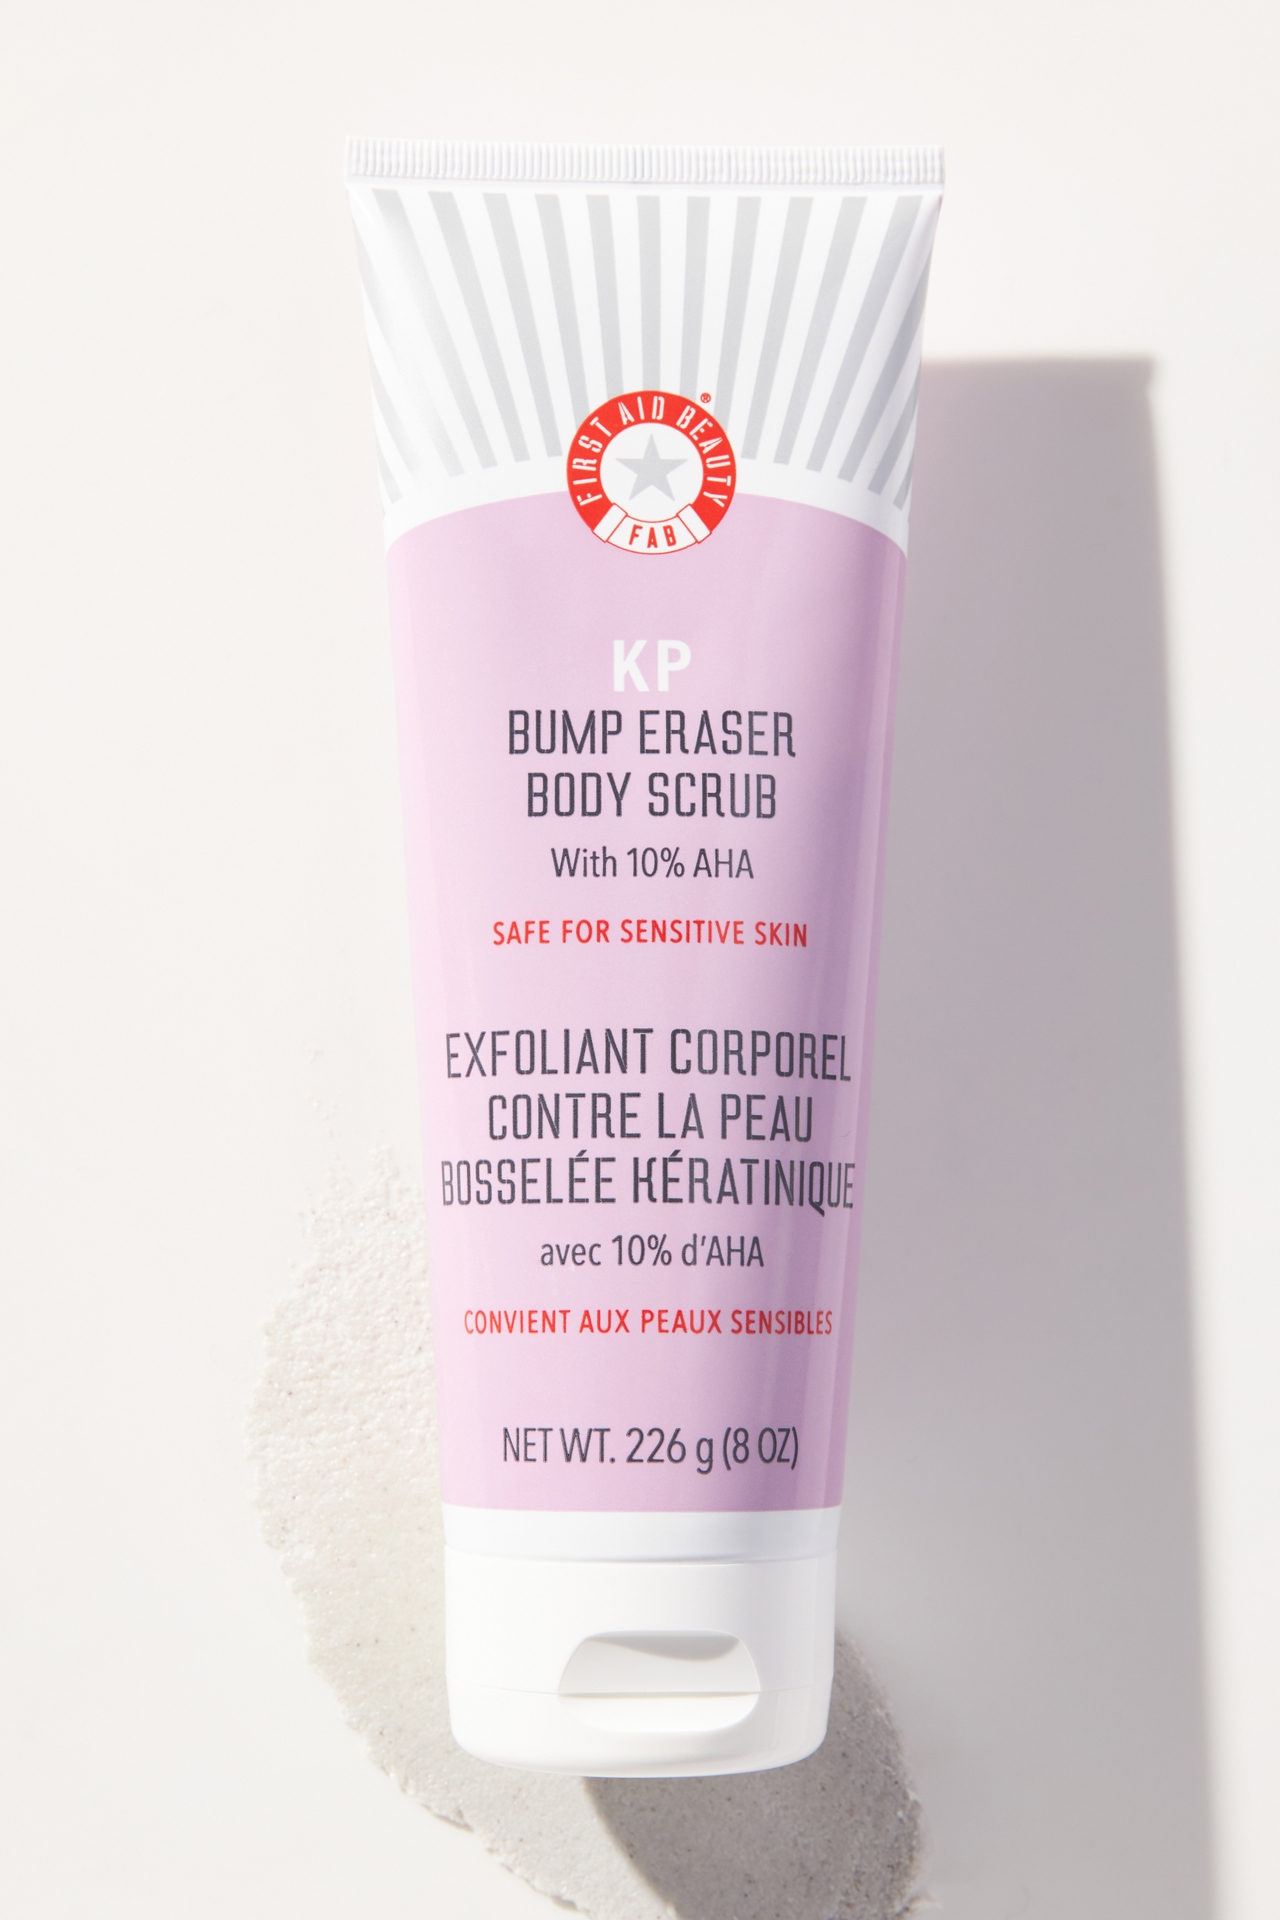 FIRST AID BEAUTY ®
FAB
KP
BUMP ERASER
BODY SCRUB
With 10% AHA
SAFE FOR SENSITIVE SKIN
EXFOLIANT CORPOREL
CONTRE LA PEAU
BOSSELÉE KÉRATINIQUE
avec 10% d'AHA
CONVIENT AUX PEAUX SENSIBLES
NET WT. 226 g (8 OZ)